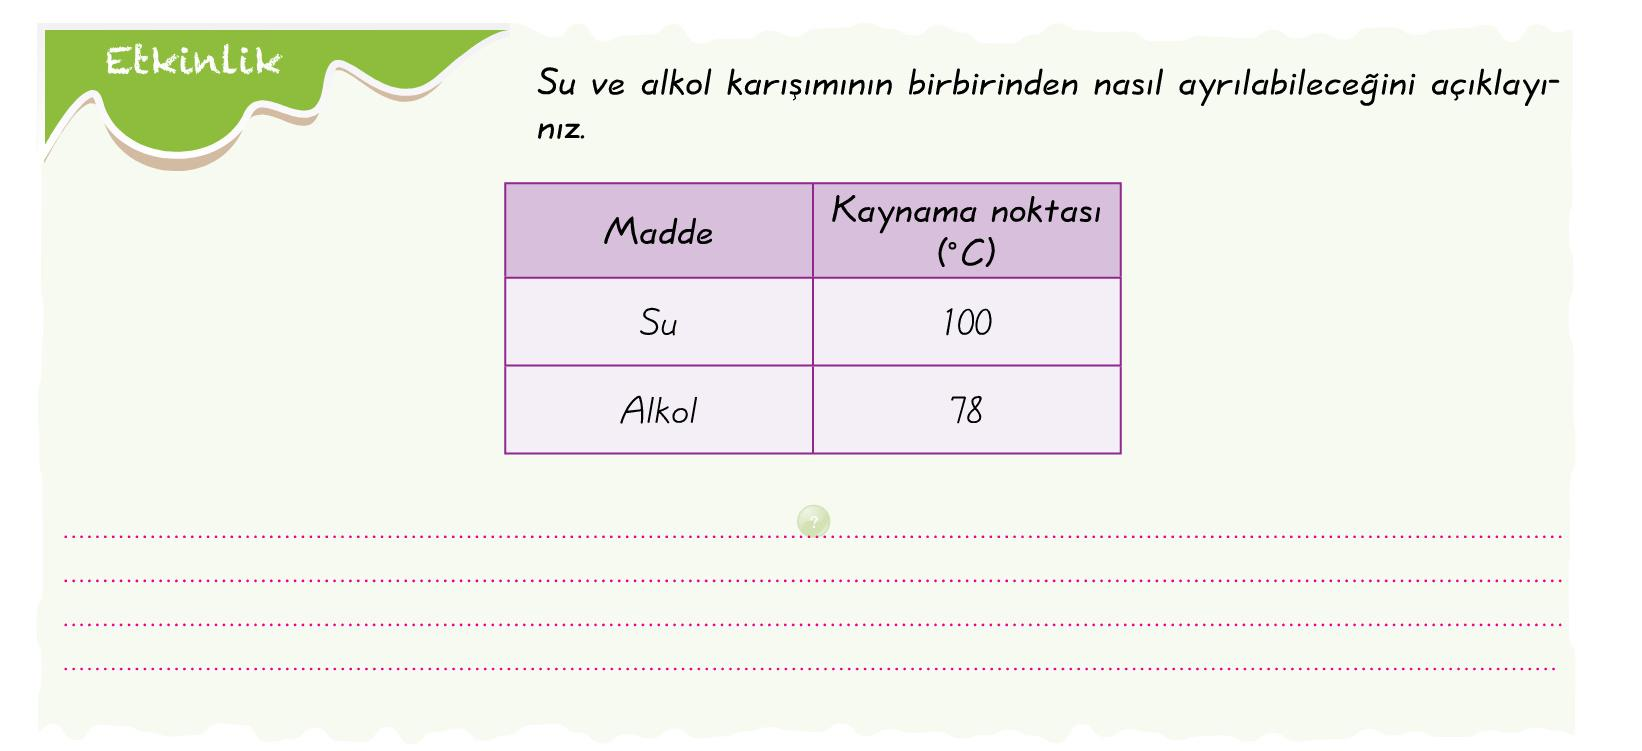 Etkinlik
Su ve alkol karışımının birbirinden nasıl ayrılabileceğini açıklayı-
nız.
Madde
Kaynama noktası
(°C)
Su
100
Alkol
78
?